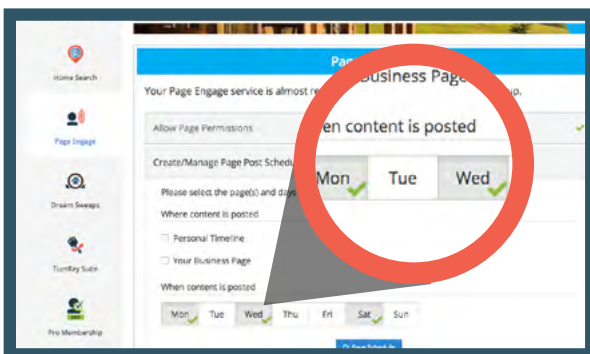 Home Search
Page Engage
Dream Sweeps
TurnKey Suite
Pro Membership
Your Page Engage service is almost
up.
Allow Page Permissions
Create/Manage Page Post
Please select the page(s) and days
Where content is posted
Personal Timeline
Your Business Page
When content is posted
Mon Tue Wed Thu Fri Sat Sun
Business Page
content is posted
Mon Tue Wed